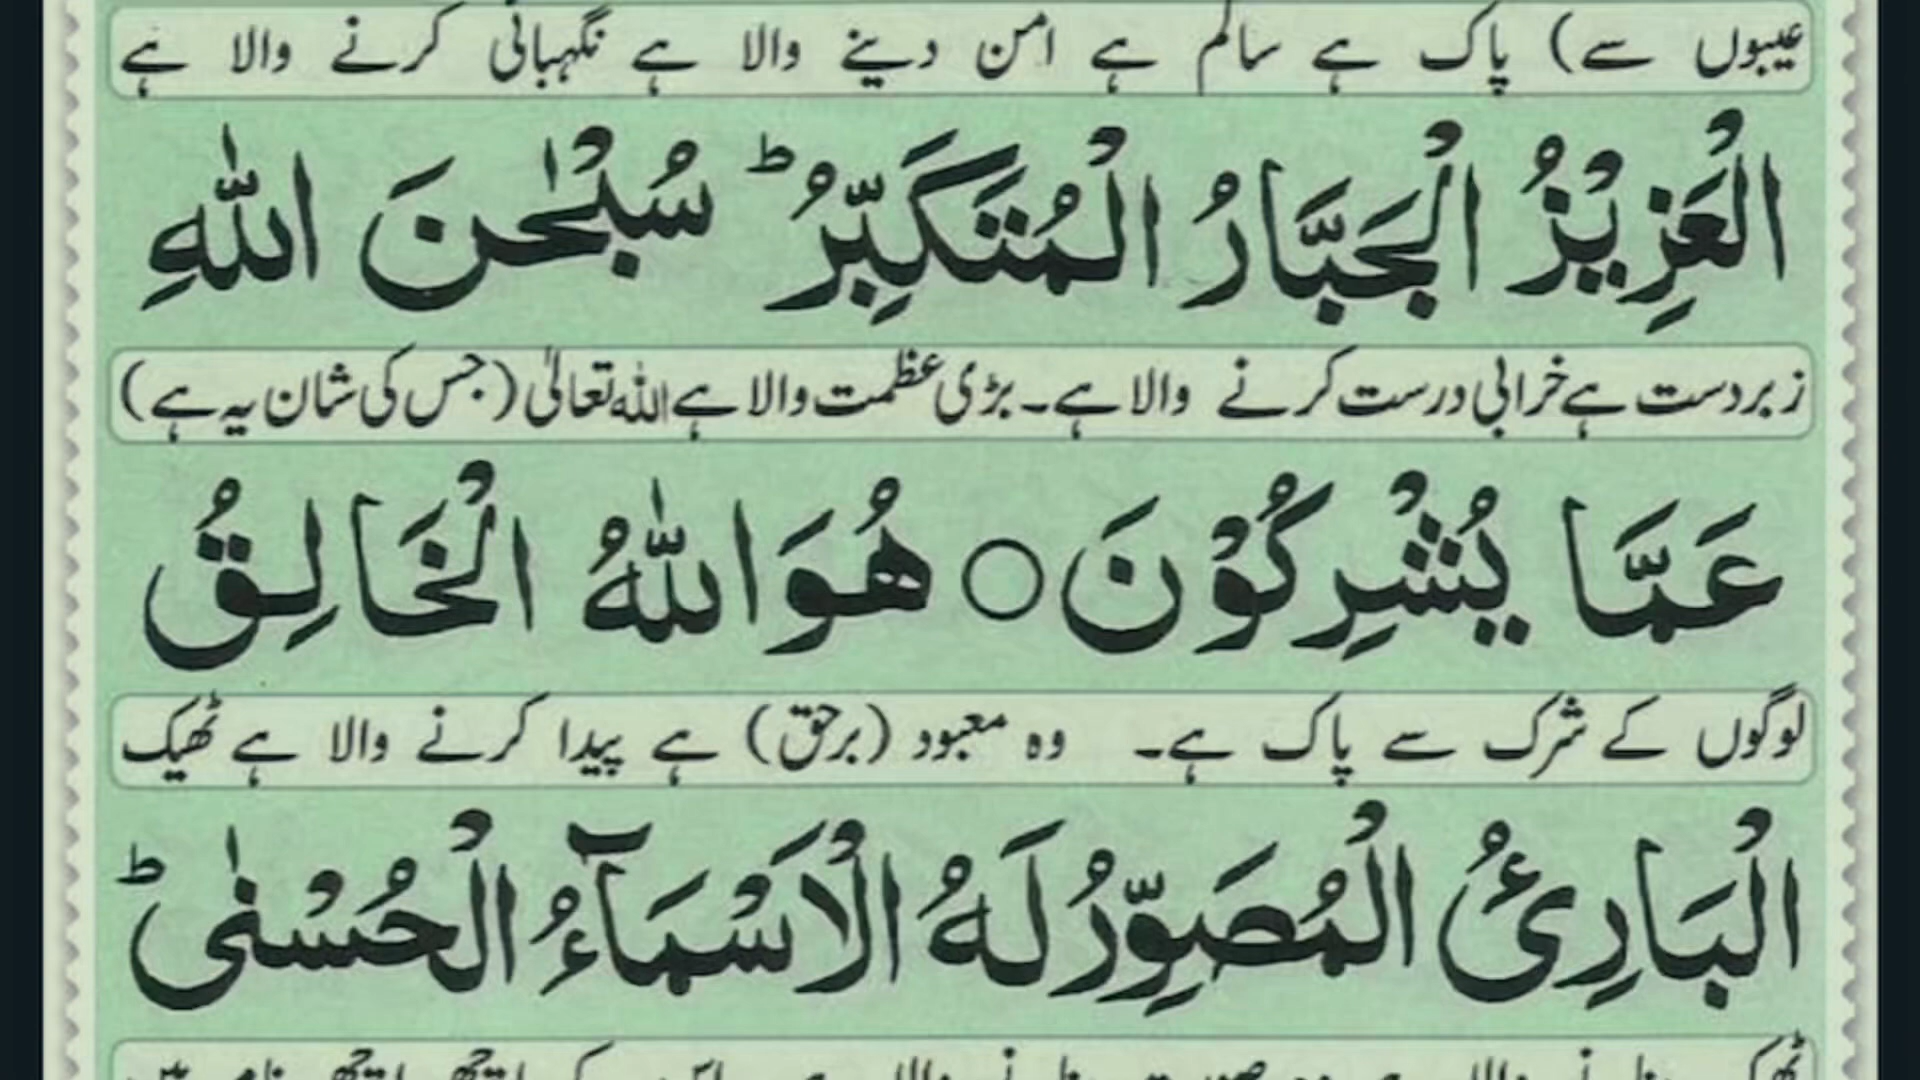 عیبوں سے) پاک ہے سالم ہے امن دینے والا ہے نگہبانی کرنے والا ہے
الْعَزِيْزُ الْجَبَّارُ الْمُتَكَبِّرُ ؕ سُبْحٰنَ اللّٰهِ
زبردست ہے خرابی درست کرنے والا ہے۔ بڑی عظمت والا ہے اللہ تعالیٰ (جس کی شان یہ ہے)
عَمَّا يُشْرِكُوْنَ ○ هُوَ اللّٰهُ الْخَالِقُ
لوگوں کے شرک سے پاک ہے۔ وہ معبود (برحق) ہے پیدا کرنے والا ہے ٹھیک
الْبَارِئُ الْمُصَوِّرُ لَهُ الْاَسْمَآءُ الْحُسْنٰى ؕ